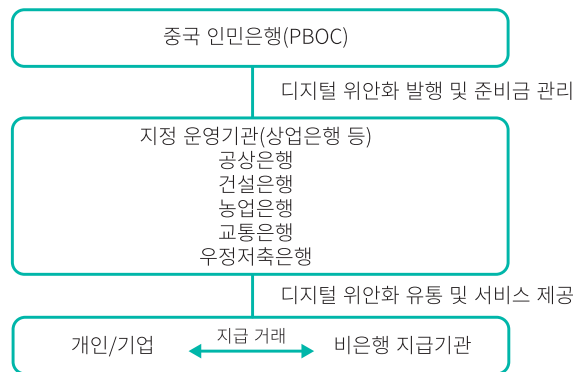 중국 인민은행(PBOC)
디지털 위안화 발행 및 준비금 관리
지정 운영기관(상업은행 등)
공상은행
건설은행
농업은행
교통은행
우정저축은행
디지털 위안화 유통 및 서비스 제공
개인/기업
지급 거래
비은행 지급기관